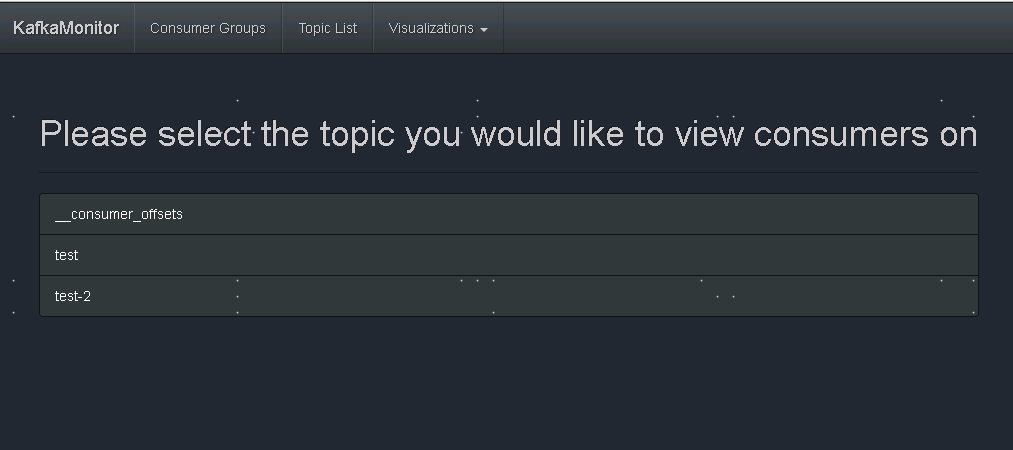 KafkaMonitor Consumer Groups Topic List Visualizations
Please select the topic you would like to view consumers on
__consumer_offsets
test
test-2